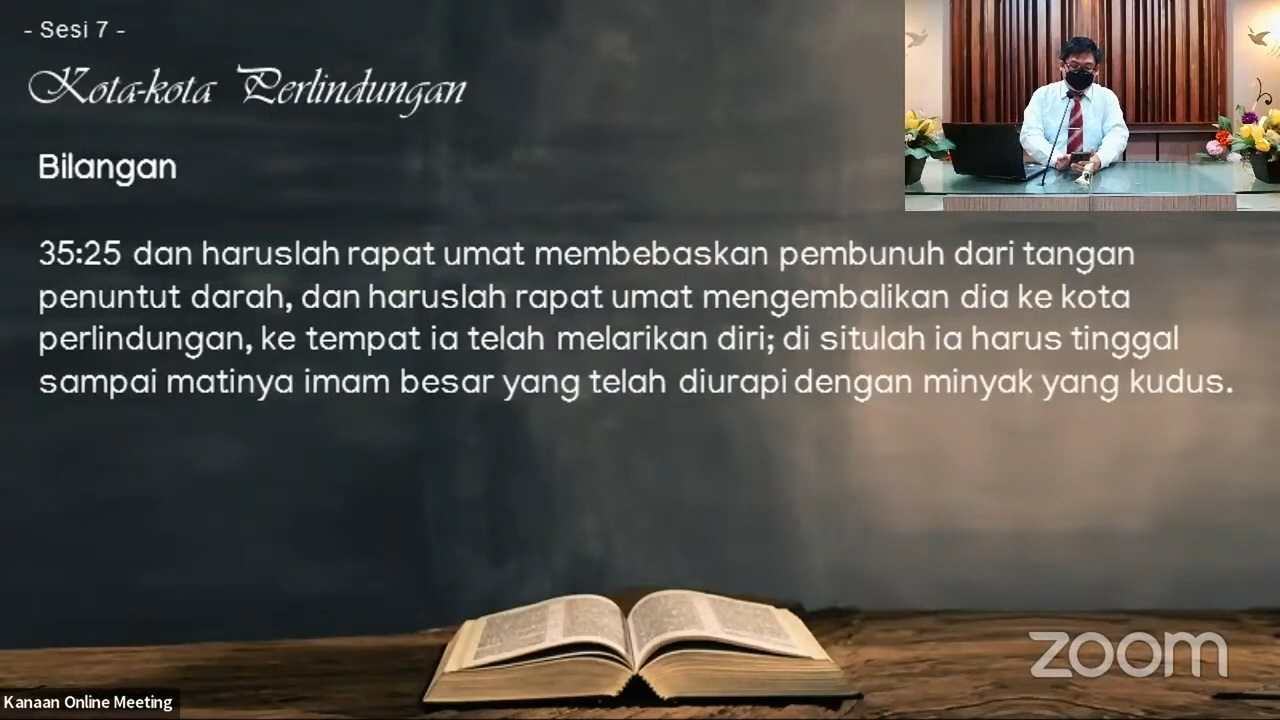 - Sesi 7 -
Kota-kota Perlindungan
Bilangan
35:25 dan haruslah rapat umat membebaskan pembunuh dari tangan
penuntut darah, dan haruslah rapat umat mengembalikan dia ke kota
perlindungan, ke tempat ia telah melarikan diri; di situlah ia harus tinggal
sampai matinya imam besar yang telah diurapi dengan minyak yang kudus.
zoom
Kanaan Online Meeting